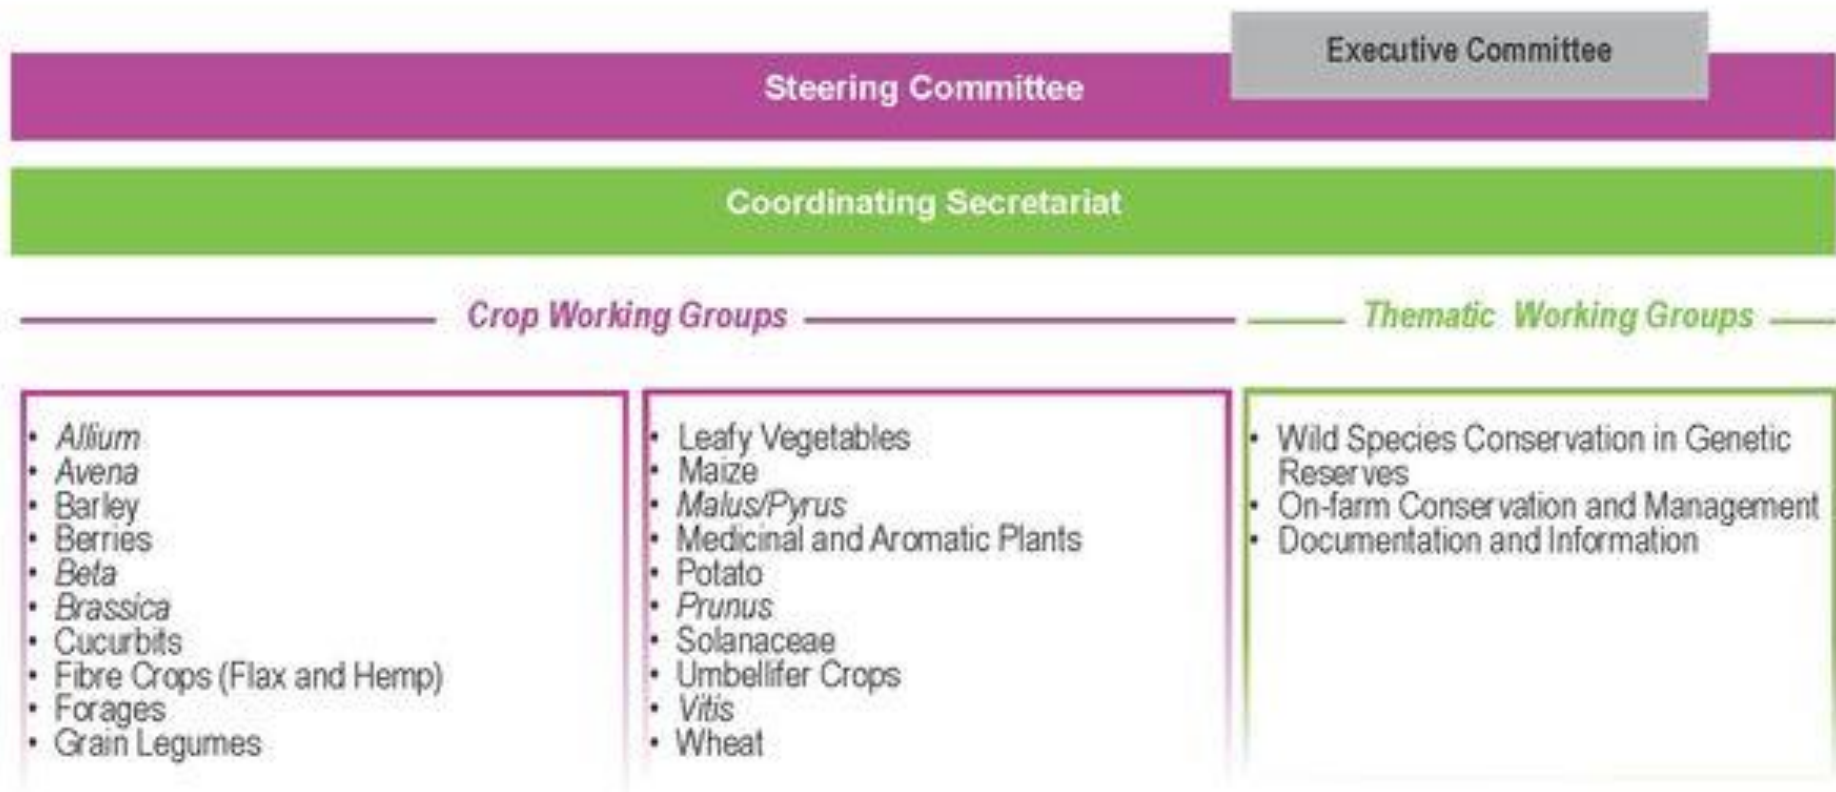 Executive Committee
Steering Committee
Coordinating Secretariat
Crop Working Groups
Thematic Working Groups
• Allium
• Avena
• Barley
• Berries
• Beta
• Brassica
• Cucurbits
• Fibre Crops (Flax and Hemp)
• Forages
• Grain Legumes
• Leafy Vegetables
• Maize
• Malus/Pyrus
• Medicinal and Aromatic Plants
• Potato
• Prunus
• Solanaceae
• Umbellifer Crops
• Vitis
• Wheat
• Wild Species Conservation in Genetic
Reserves
• On-farm Conservation and Management
• Documentation and Information